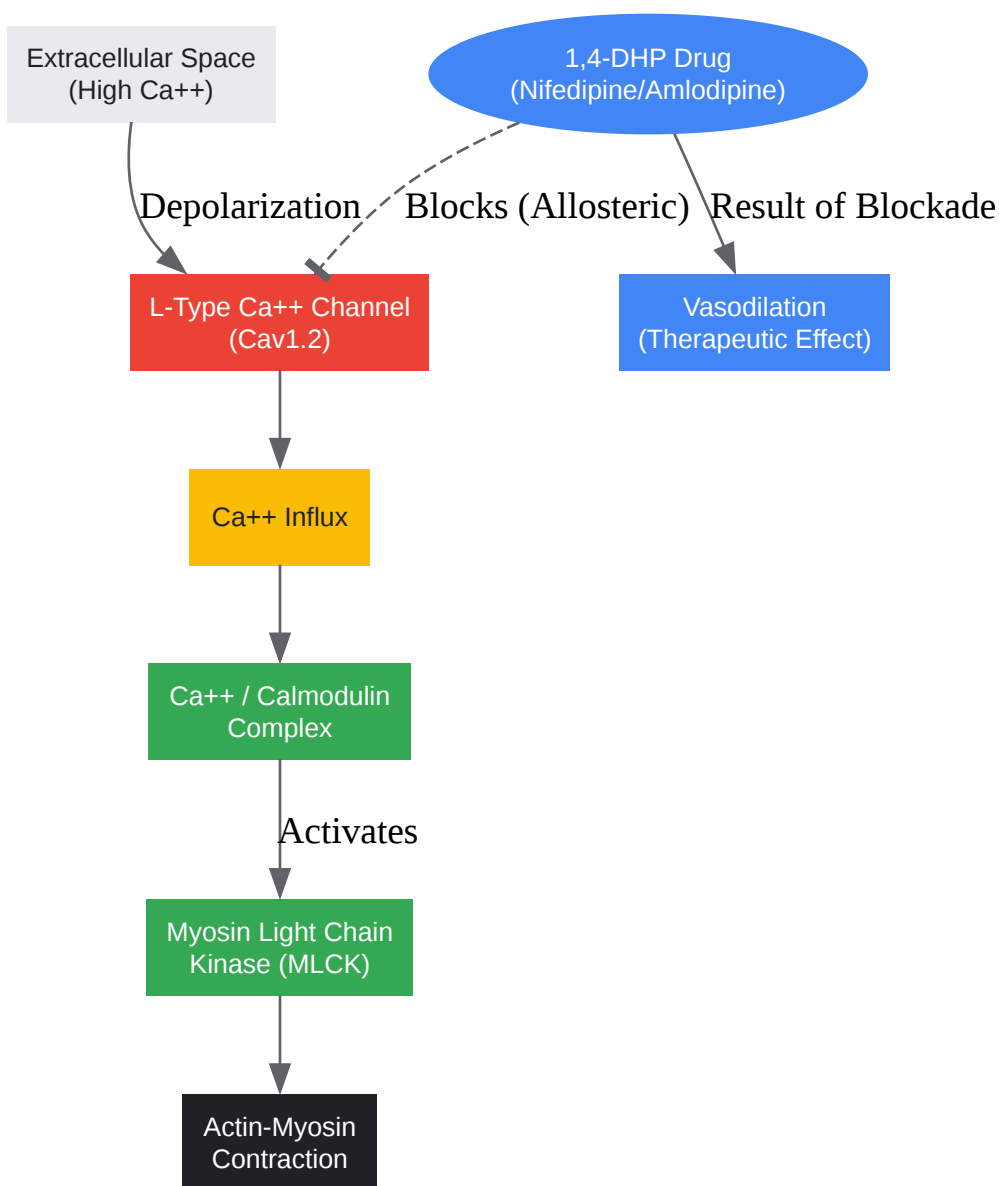 Extracellular Space
(High Ca++)
1,4-DHP Drug
(Nifedipine/Amlodipine)
Depolarization
Blocks (Allosteric)
Result of Blockade
L-Type Ca++ Channel
(Cav1.2)
Vasodilation
(Therapeutic Effect)
Ca++ Influx
Ca++ / Calmodulin
Complex
Activates
Myosin Light Chain
Kinase (MLCK)
Actin-Myosin
Contraction